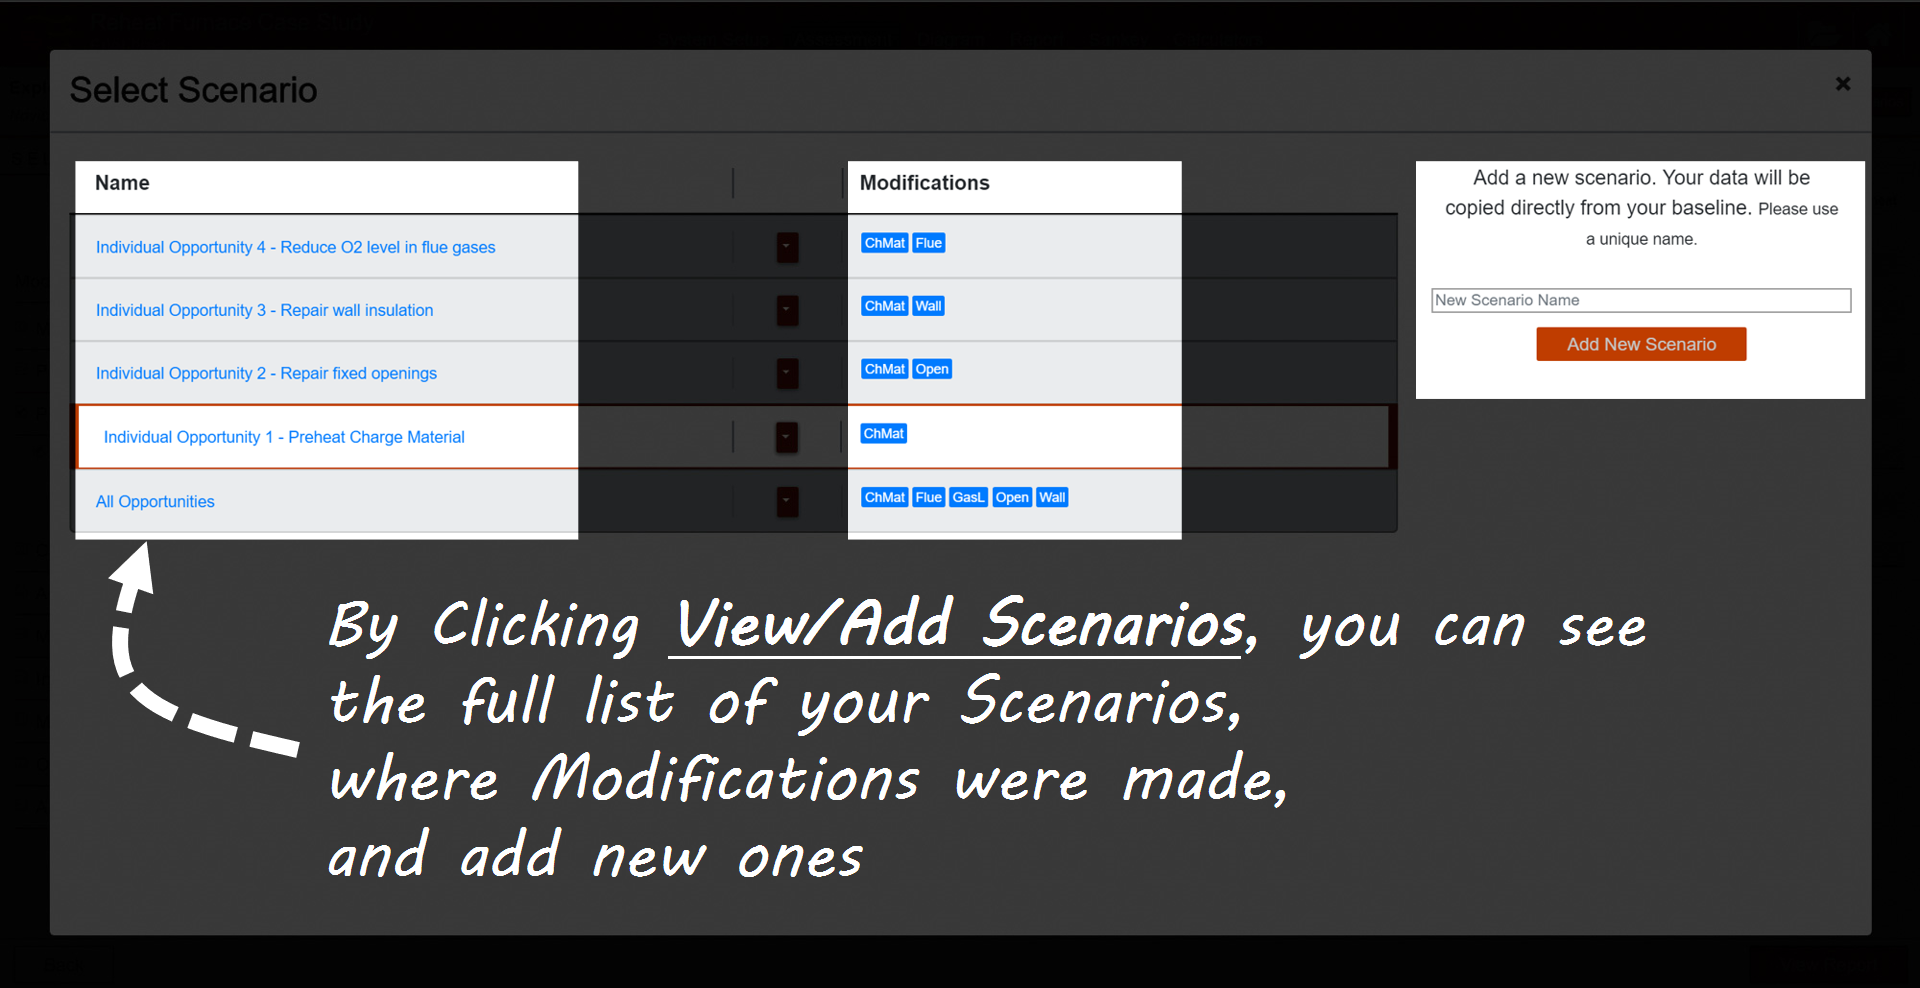 Select Scenario
×
Name
Modifications
Individual Opportunity 4 - Reduce O2 level in flue gases
ChMat Flue
Individual Opportunity 3 - Repair wall insulation
ChMat Wall
Individual Opportunity 2 - Repair fixed openings
ChMat Open
Individual Opportunity 1 - Preheat Charge Material
ChMat
All Opportunities
ChMat Flue GasL Open Wall
Add a new scenario. Your data will be
copied directly from your baseline. Please use
a unique name.
New Scenario Name
Add New Scenario
By Clicking View/Add Scenarios, you can see
the full list of your Scenarios,
where Modifications were made,
and add new ones